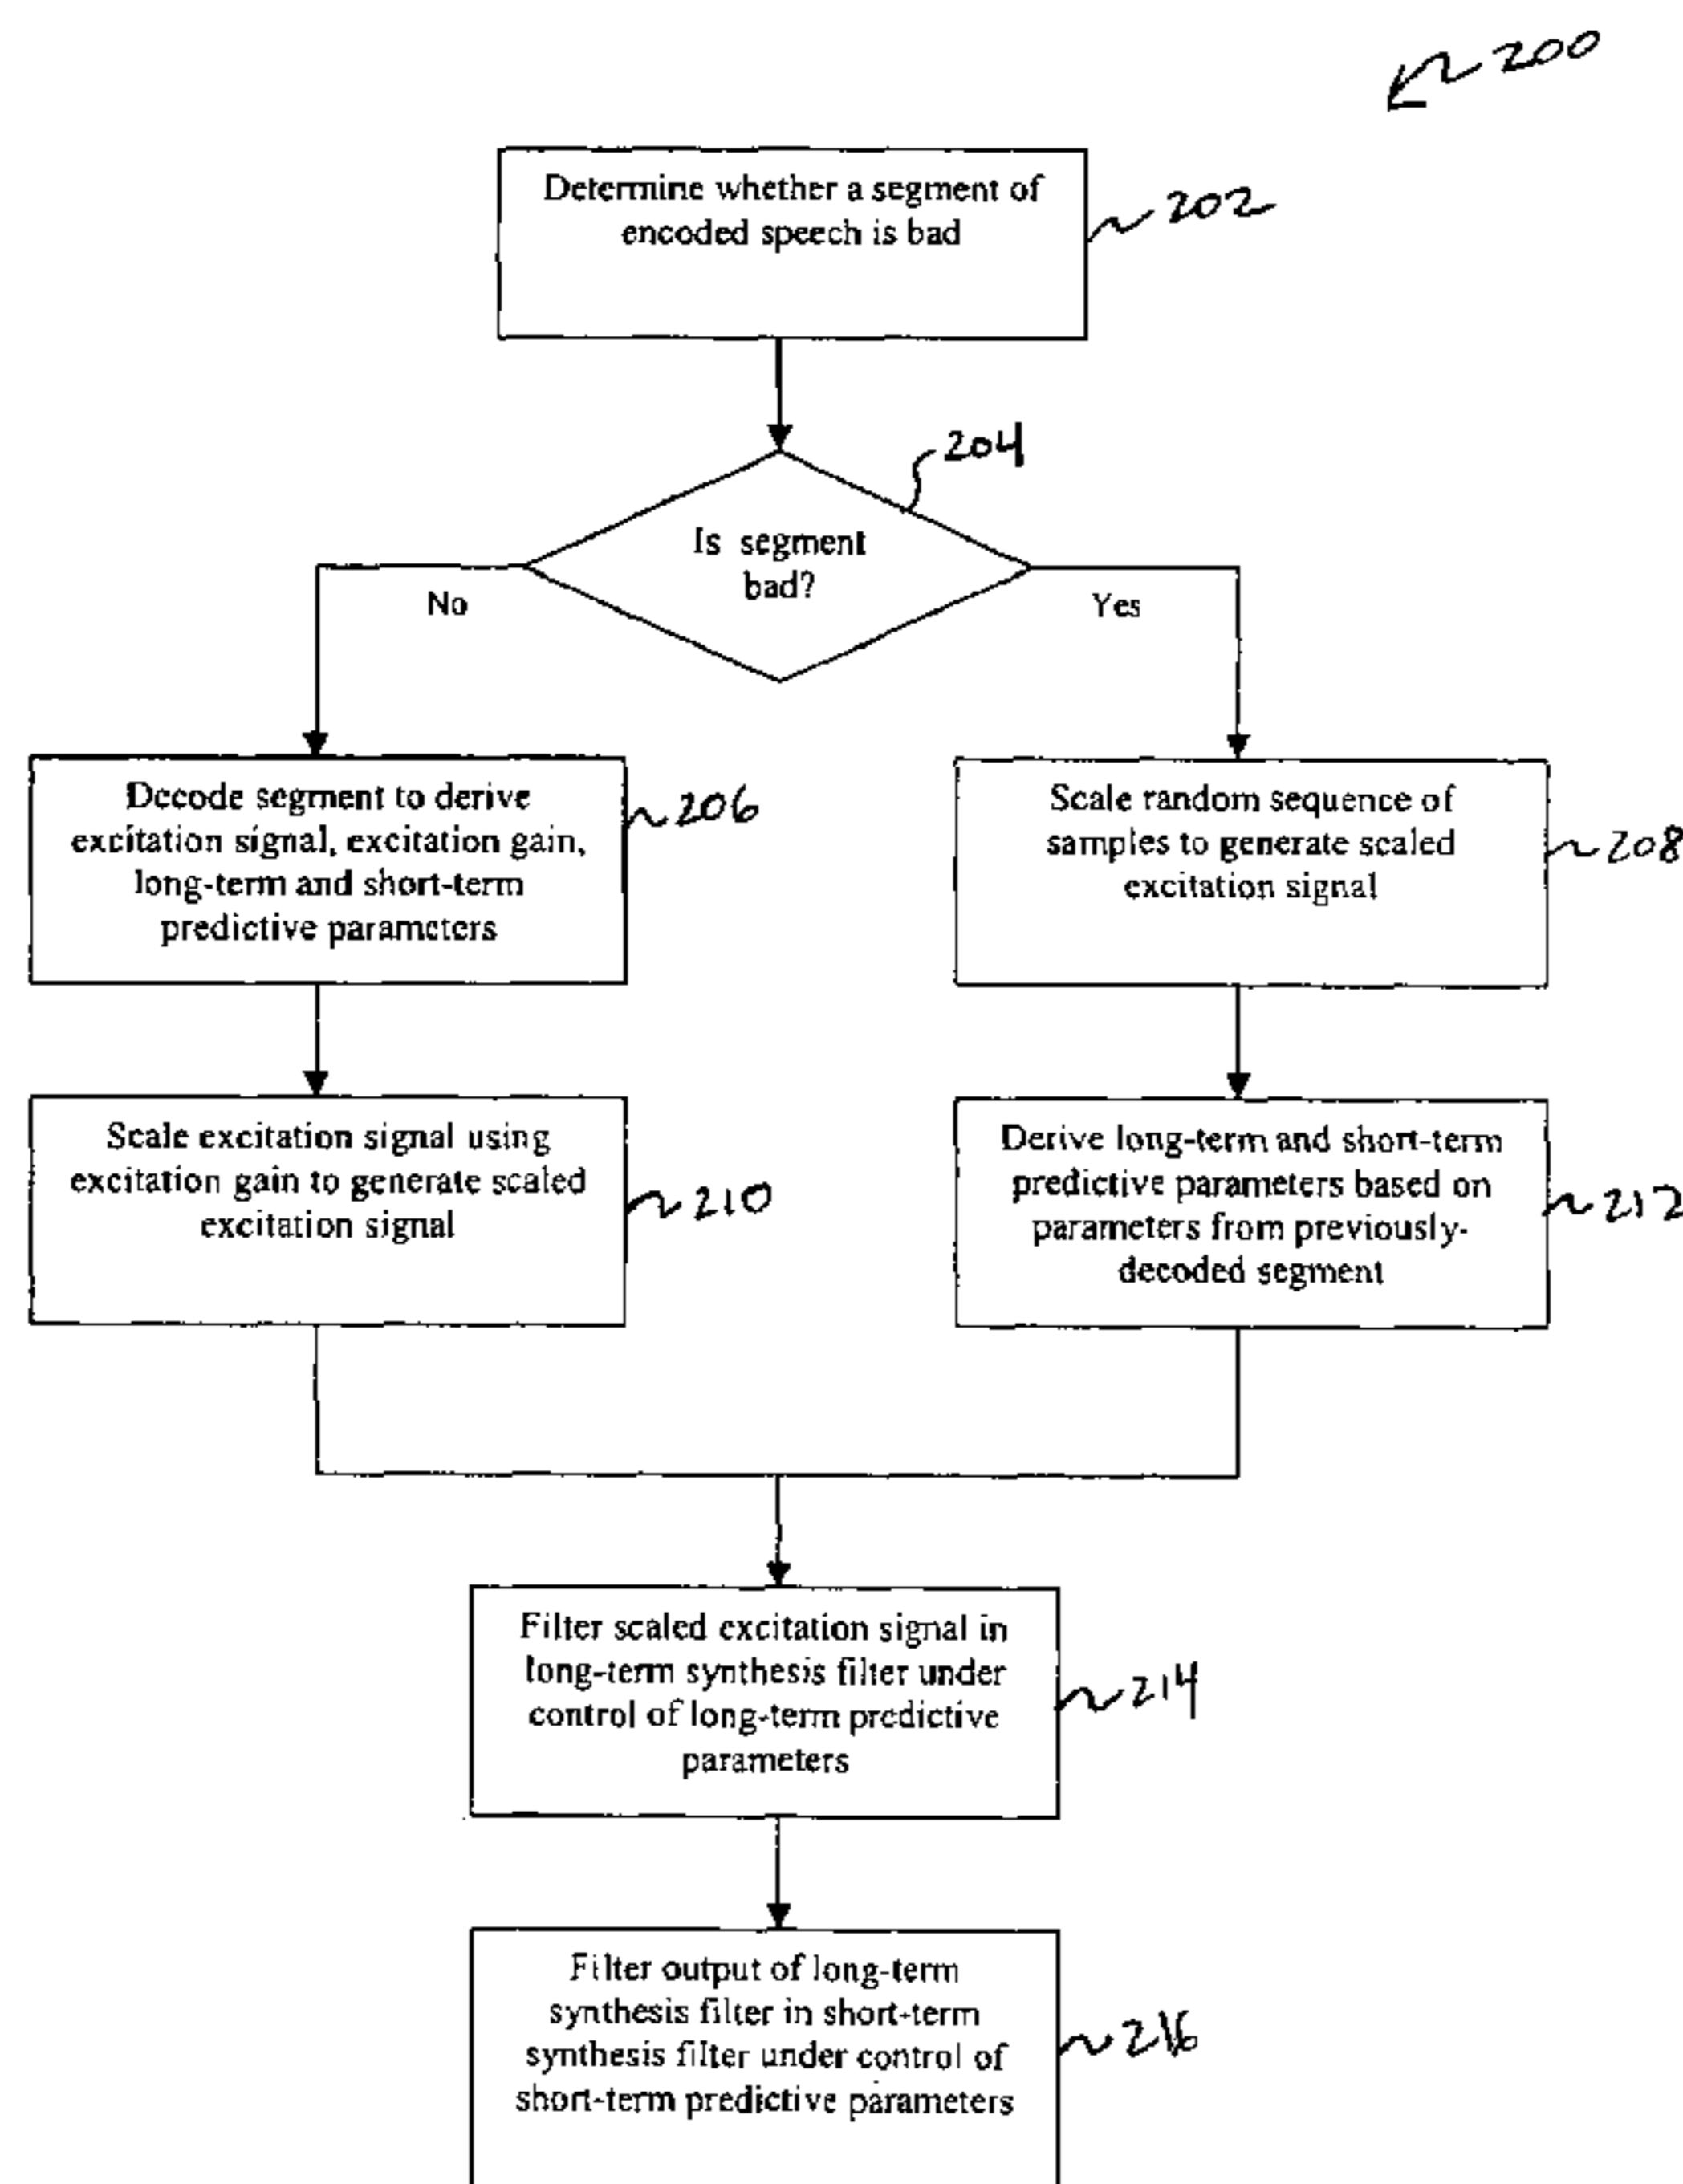 200
Determine whether a segment of
encoded speech is bad
202
204
Is segment
bad?
No
Yes
Decode segment to derive
excitation signal, excitation gain,
long-term and short-term
predictive parameters
206
Scale random sequence of
samples to generate scaled
excitation signal
208
Scale excitation signal using
excitation gain to generate scaled
excitation signal
210
Derive long-term and short-term
predictive parameters based on
parameters from previously-
decoded segment
212
Filter scaled excitation signal in
long-term synthesis filter under
control of long-term predictive
parameters
214
Filter output of long-term
synthesis filter in short-term
synthesis filter under control of
short-term predictive parameters
216